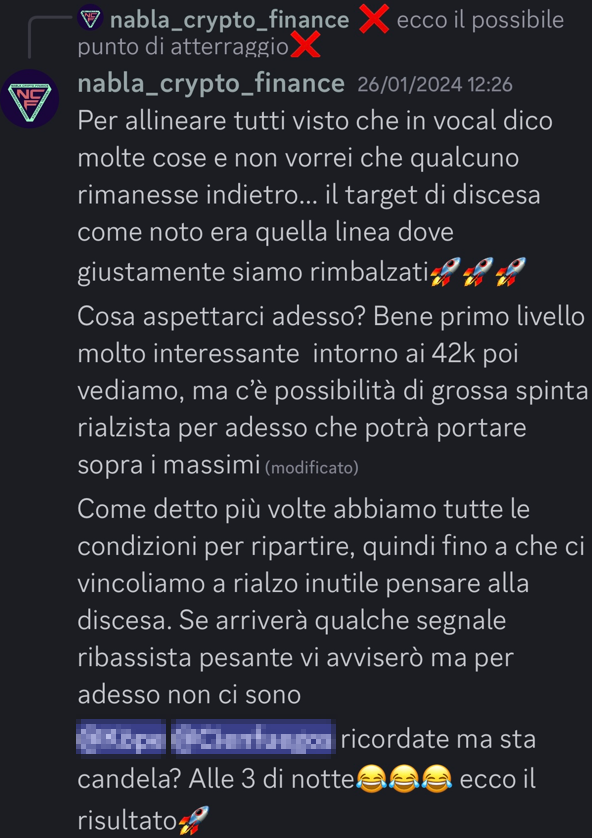 nabla_crypto_finance ❌ ecco il possibile
punto di atterraggio❌
nabla_crypto_finance 26/01/2024 12:26
Per allineare tutti visto che in vocal dico
molte cose e non vorrei che qualcuno
rimanesse indietro... il target di discesa
come noto era quella linea dove
giustamente siamo rimbalzati🚀🚀🚀
Cosa aspettarci adesso? Bene primo livello
molto interessante  intorno ai 42k poi
vediamo, ma c'è possibilità di grossa spinta
rialzista per adesso che potrà portare
sopra i massimi (modificato)
Come detto più volte abbiamo tutte le
condizioni per ripartire, quindi fino a che ci
vincoliamo a rialzo inutile pensare alla
discesa. Se arriverà qualche segnale
ribassista pesante vi avviserò ma per
adesso non ci sono
ricordate ma sta
candela? Alle 3 di notte😂😂😂 ecco il
risultato🚀